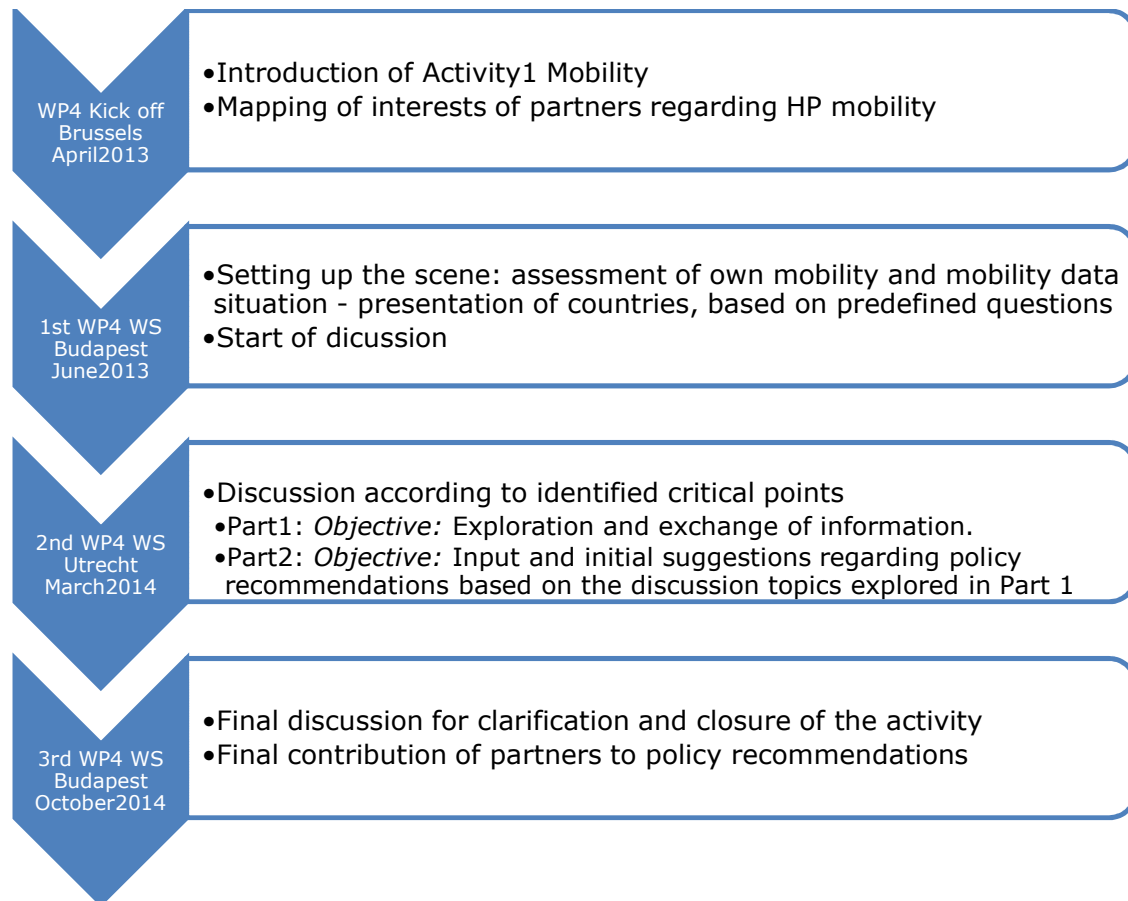 WP4 Kick off
Brussels
April2013
•Introduction of Activity1 Mobility
•Mapping of interests of partners regarding HP mobility
1st WP4 WS
Budapest
June2013
•Setting up the scene: assessment of own mobility and mobility data
situation - presentation of countries, based on predefined questions
•Start of dicussion
2nd WP4 WS
Utrecht
March2014
•Discussion according to identified critical points
•Part1: Objective: Exploration and exchange of information.
•Part2: Objective: Input and initial suggestions regarding policy
recommendations based on the discussion topics explored in Part 1
3rd WP4 WS
Budapest
October2014
•Final discussion for clarification and closure of the activity
•Final contribution of partners to policy recommendations